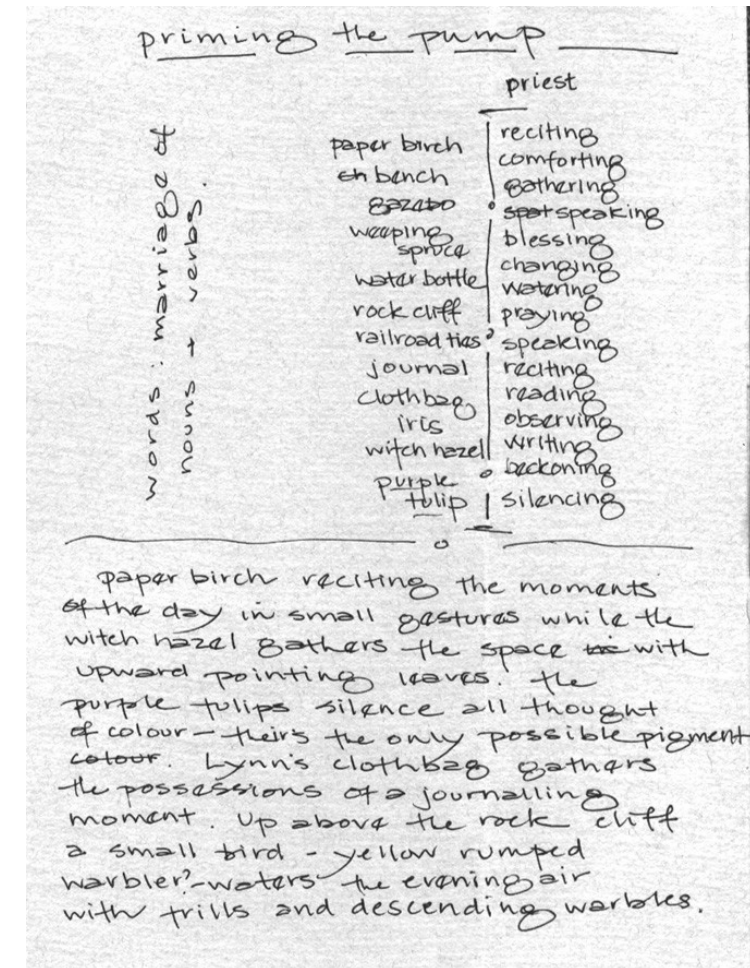 priming the pump
words: marriage of
nouns + verbs.
paper birch
bench
gazebo
weeping
spruce
water bottle
rock cliff
railroad ties
journal
cloth bag
iris
witch hazel
purple
tulip
priest
reciting
comforting
gathering
speaking
blessing
changing
watering
praying
speaking
reciting
reading
observing
writing
beckoning
silencing
paper birch reciting the moments
of the day in small gestures while the
witch hazel gathers the space with
upward pointing leaves. the
purple tulips silence all thought
of colour - their's the only possible pigment
colour. Lynn's clothbag gathers
the possessions of a journalling
moment. Up above the rock cliff
a small bird - yellow rumped
warbler? - waters the evening air
with trills and descending warbles.